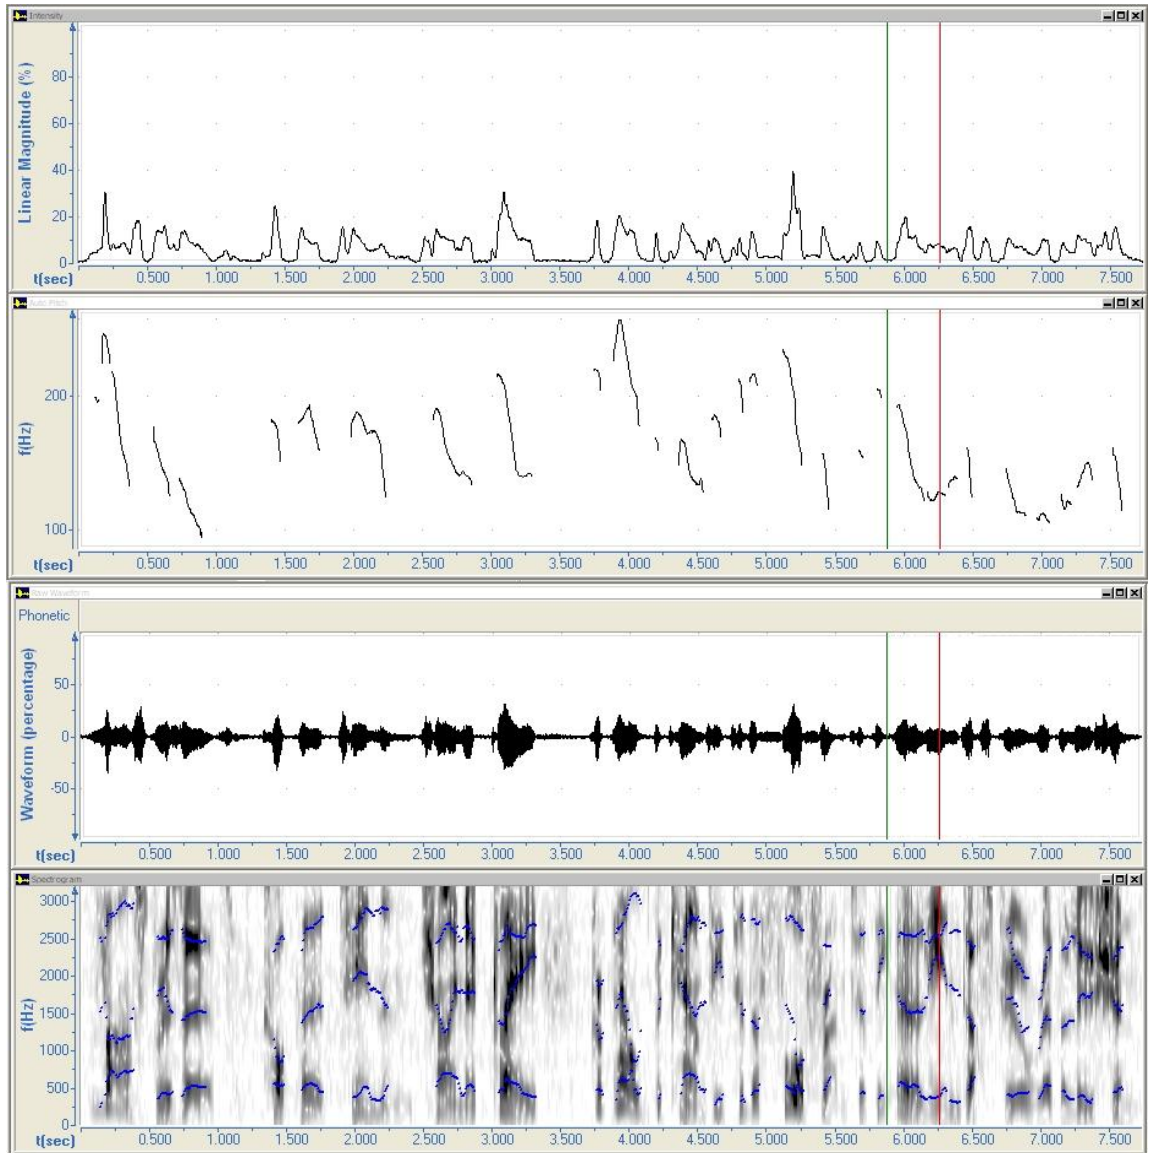 Intensity
Linear Magnitude (%)
80
60
40
20
0
t(sec) 0.500 1.000 1.500 2.000 2.500 3.000 3.500 4.000 4.500 5.000 5.500 6.000 6.500 7.000 7.500
Auto Pitch
f(Hz)
200
100
t(sec) 0.500 1.000 1.500 2.000 2.500 3.000 3.500 4.000 4.500 5.000 5.500 6.000 6.500 7.000 7.500
Raw Waveform
Phonetic
Waveform (percentage)
50
0
-50
t(sec) 0.500 1.000 1.500 2.000 2.500 3.000 3.500 4.000 4.500 5.000 5.500 6.000 6.500 7.000 7.500
Spectrogram
f(Hz)
3000
2500
2000
1500
1000
500
0
t(sec) 0.500 1.000 1.500 2.000 2.500 3.000 3.500 4.000 4.500 5.000 5.500 6.000 6.500 7.000 7.500